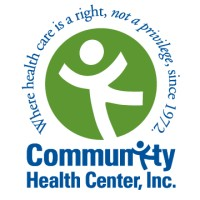 Where health care is a right, not a privilege, since 1972.
Community
Health Center, Inc.